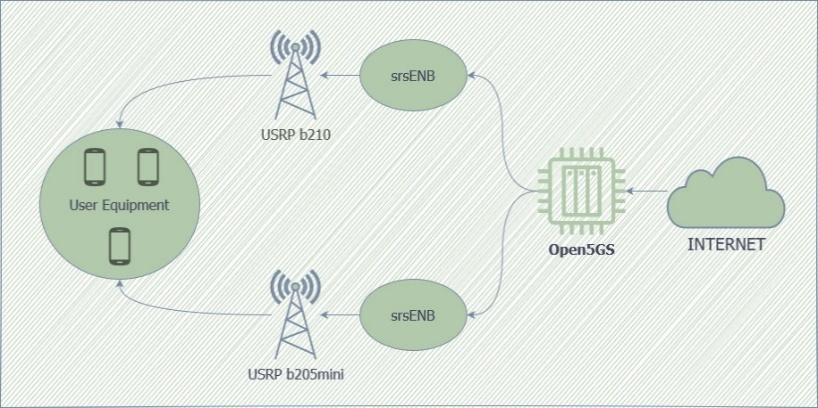 srsENB
USRP b210
User Equipment
Open5GS
INTERNET
srsENB
USRP b205mini